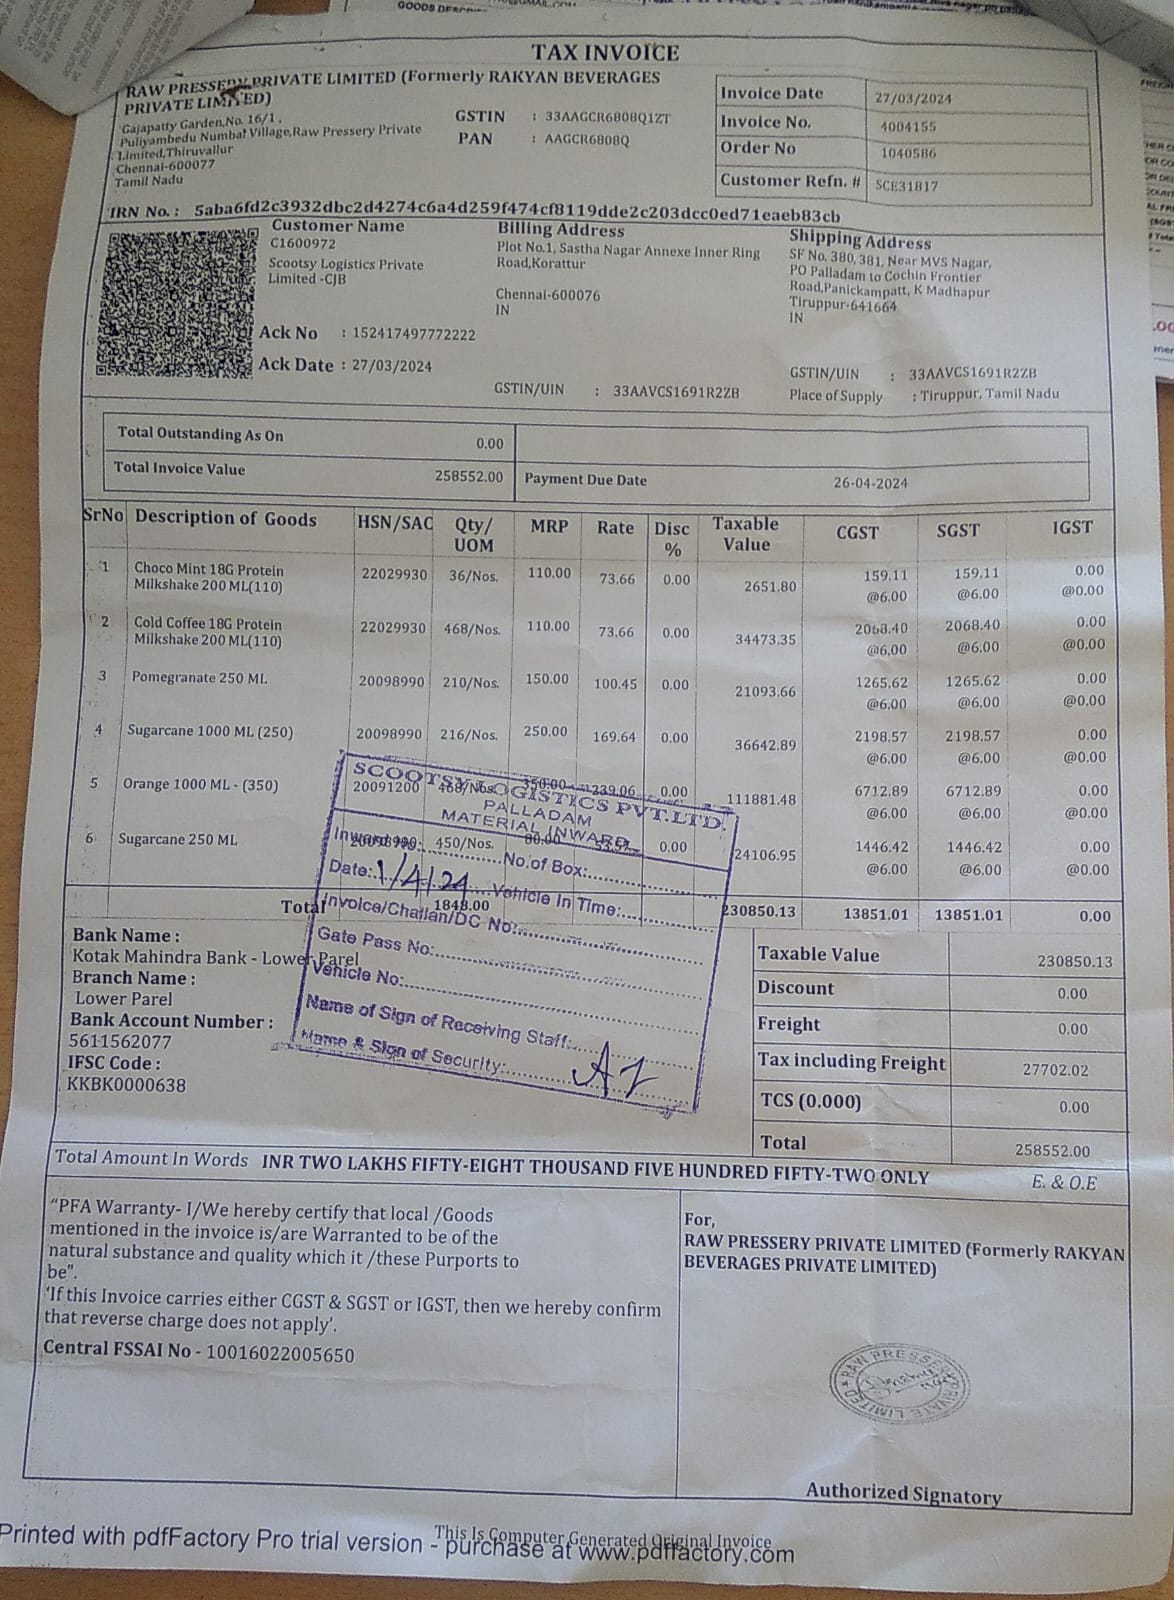 GOODS DESCRI
TAX INVOICE
RAW PRESSERY PRIVATE LIMITED (Formerly RAKYAN BEVERAGES
PRIVATE LIMITED)
Gajapatty Garden,No. 16/1 ,
Puliyambedu Numbal Village,Raw Pressery Private
Limited,Thiruvallur
Chennai-600077
Tamil Nadu
GSTIN : 33AAGCR6808Q1ZT
PAN : AAGCR6808Q
Invoice Date 27/03/2024
Invoice No. 4004155
Order No 1040586
Customer Refn. # SCE31817
IRN No. : 5aba6fd2c3932dbc2d4274c6a4d259f474cf8119dde2c203dcc0ed71eaeb83cb
Customer Name
C1600972
Scootsy Logistics Private
Limited -CJB
Ack No : 152417497772222
Ack Date : 27/03/2024
Billing Address
Plot No.1, Sastha Nagar Annexe Inner Ring
Road,Korattur
Chennai-600076
IN
GSTIN/UIN : 33AAVCS1691R2ZB
Shipping Address
SF No. 380,381, Near MVS Nagar,
PO Palladam to Cochin Frontier
Road,Panickampatt, K Madhapur
Tiruppur-641664
IN
GSTIN/UIN : 33AAVCS1691R2ZB
Place of Supply : Tiruppur, Tamil Nadu
Total Outstanding As On 0.00
Total Invoice Value 258552.00 Payment Due Date 26-04-2024
SrNo Description of Goods HSN/SAC Qty/ UOM MRP Rate Disc % Taxable Value CGST SGST IGST
1 Choco Mint 18G Protein 22029930 36/Nos. 110.00 73.66 0.00 2651.80 159.11 159.11 0.00
Milkshake 200 ML(110) @6.00 @6.00 @0.00
2 Cold Coffee 18G Protein 22029930 468/Nos. 110.00 73.66 0.00 34473.35 2068.40 2068.40 0.00
Milkshake 200 ML(110) @6.00 @6.00 @0.00
3 Pomegranate 250 ML 20098990 210/Nos. 150.00 100.45 0.00 21093.66 1265.62 1265.62 0.00
@6.00 @6.00 @0.00
4 Sugarcane 1000 ML (250) 20098990 216/Nos. 250.00 169.64 0.00 36642.89 2198.57 2198.57 0.00
@6.00 @6.00 @0.00
5 Orange 1000 ML - (350) 20091200 468/Nos. 350.00 239.06 0.00 111881.48 6712.89 6712.89 0.00
@6.00 @6.00 @0.00
6 Sugarcane 250 ML 20098990 450/Nos. 80.00 53.57 0.00 24106.95 1446.42 1446.42 0.00
@6.00 @6.00 @0.00
Total 1848.00 230850.13 13851.01 13851.01 0.00
SCOOTSY LOGISTICS PVT.LTD.
PALLADAM
MATERIAL INWARD
Inward No: No.of Box:
Date: 1/4/24 Vehicle In Time:
Invoice/Challan/DC No:
Gate Pass No:
Vehicle No:
Name of Sign of Receiving Staff:
Name & Sign of Security:
Bank Name :
Kotak Mahindra Bank - Lower Parel
Branch Name :
Lower Parel
Bank Account Number :
5611562077
IFSC Code :
KKBK0000638
Taxable Value 230850.13
Discount 0.00
Freight 0.00
Tax including Freight 27702.02
TCS (0.000) 0.00
Total 258552.00
Total Amount In Words INR TWO LAKHS FIFTY-EIGHT THOUSAND FIVE HUNDRED FIFTY-TWO ONLY E. & O.E
"PFA Warranty- I/We hereby certify that local /Goods
mentioned in the invoice is/are Warranted to be of the
natural substance and quality which it /these Purports to
be".
'If this Invoice carries either CGST & SGST or IGST, then we hereby confirm
that reverse charge does not apply'.
Central FSSAI No - 10016022005650
For,
RAW PRESSERY PRIVATE LIMITED (Formerly RAKYAN
BEVERAGES PRIVATE LIMITED)
RAW PRESSERY PRIVATE LIMITED
Authorized Signatory
This Is Computer Generated Original Invoice
Printed with pdfFactory Pro trial version - purchase at www.pdffactory.com